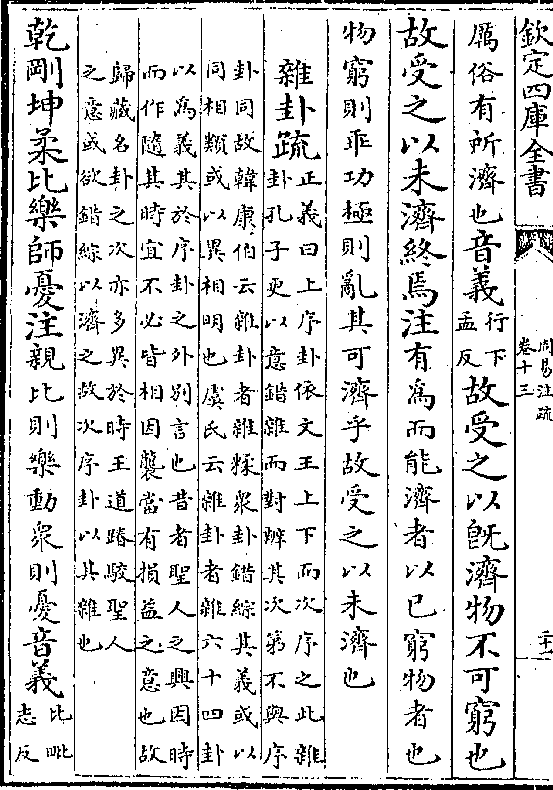 欽定四庫全書
周易注疏
卷十三
厲俗有所濟也音義行下孟反故受之以既濟物不可窮也
故受之以未濟終焉注有為而能濟者以已窮物者也
物窮則乖功極則亂其可濟乎故受之以未濟也
雜卦疏正義曰上序卦依文王上下而次序之此雜
卦孔子更以意錯雜而對辨其次第不與序
卦同故韓康伯云雜卦者雜糅衆卦錯綜其義或以
同相類或以異相明也虞氏云雜卦者雜六十四卦
以為義其於序卦之外別言也昔者聖人之興因時
而作隨其時宜不必皆相因襲當有損益之意也故
歸藏名卦之次亦多異於時王道踳駮聖人
之意或欲錯綜以濟之故次序卦以其雜也
乾剛坤柔比樂師憂注親比則樂動衆則憂音義比毗志反